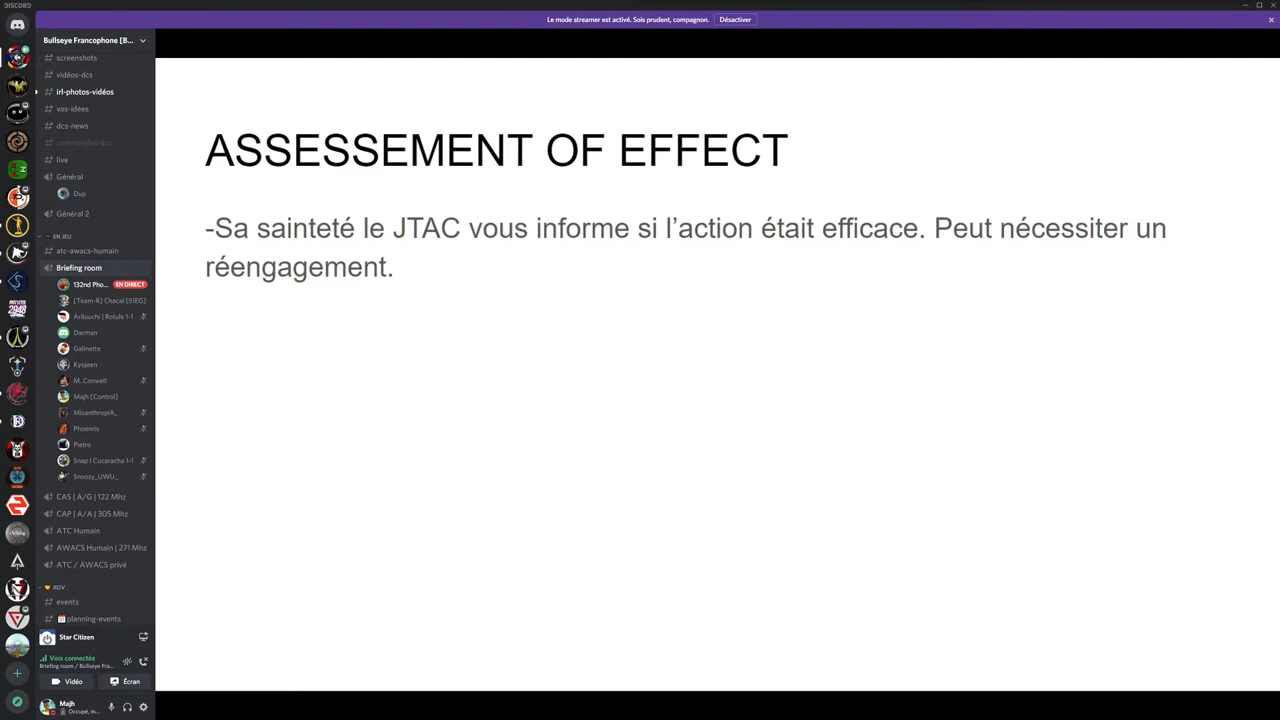 DISCORD
Le mode streamer est activé. Sois prudent, compagnon.
Désactiver
Bullseye Francophone [B...
screenshots
vidéos-dcs
irl-photos-vidéos
vos-idées
dcs-news
live
Général
Dup
Général 2
EN JEU
atc-awacs-humain
Briefing room
132nd Pho...
EN DIRECT
[Team-R] Chacal [51EG]
Arilouchi | Rotule 1-1
Darman
Galinette
Kyojeen
M. Conwell
Majh [Control]
MisanthropiA_
Phoenris
Pietro
Snap I Cucaracha 1-1
Snoozy_UWU_
CAS | A/G | 122 Mhz
CAP | A/A | 305 Mhz
ATC Humain
AWACS Humain | 271 Mhz
ATC / AWACS privé
RDV
events
planning-events
Star Citizen
Voix connectée
Briefing room / Bullseye Fra...
Vidéo
Écran
Majh
Occupé, m...
ASSESSEMENT OF EFFECT
-Sa sainteté le JTAC vous informe si l'action était efficace. Peut nécessiter un
réengagement.